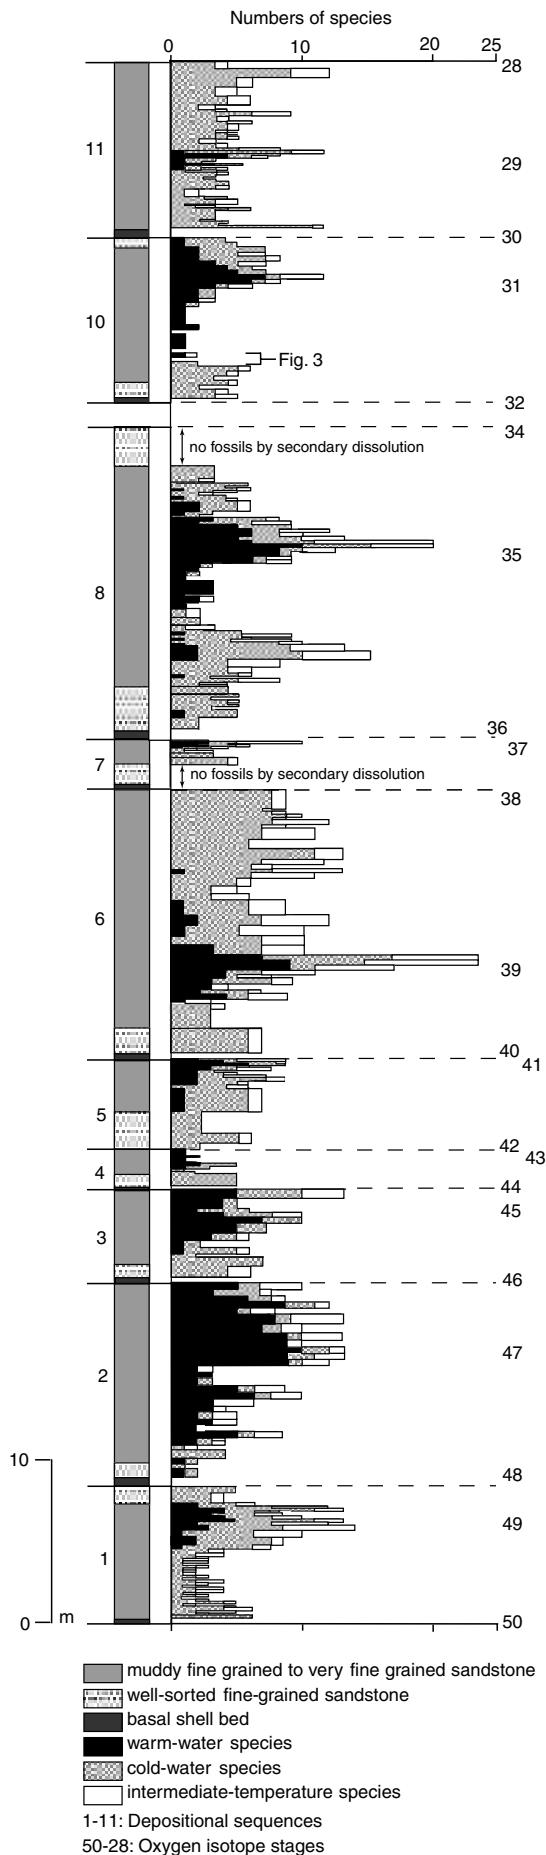 Numbers of species
0 10 20 25
28
11
29
30
31
10
Fig. 3
32
34
no fossils by secondary dissolution
35
8
36
37
7
no fossils by secondary dissolution
38
6
39
40
41
5
42
43
4
44
45
3
46
47
2
10
48
49
1
0 m
50
muddy fine grained to very fine grained sandstone
well-sorted fine-grained sandstone
basal shell bed
warm-water species
cold-water species
intermediate-temperature species
1-11: Depositional sequences
50-28: Oxygen isotope stages